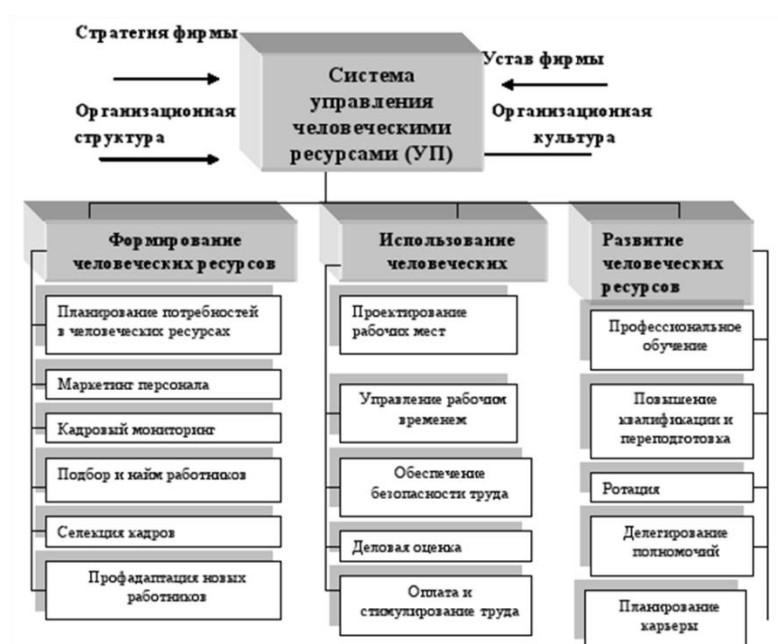 Стратегия фирмы
Организационная
структура
Система
управления
человеческими
ресурсами (УП)
Устав фирмы
Организационная
культура
Формирование
человеческих ресурсов
Планирование потребностей
в человеческих ресурсах
Маркетинг персонала
Кадровый мониторинг
Подбор и найм работников
Селекция кадров
Профадаптация новых
работников
Использование
человеческих
Проектирование
рабочих мест
Управление рабочим
временем
Обеспечение
безопасности труда
Деловая оценка
Оплата и
стимулирование труда
Развитие
человеческих
ресурсов
Профессиональное
обучение
Повышение
квалификации и
переподготовка
Ротация
Делегирование
полномочий
Планирование
карьеры